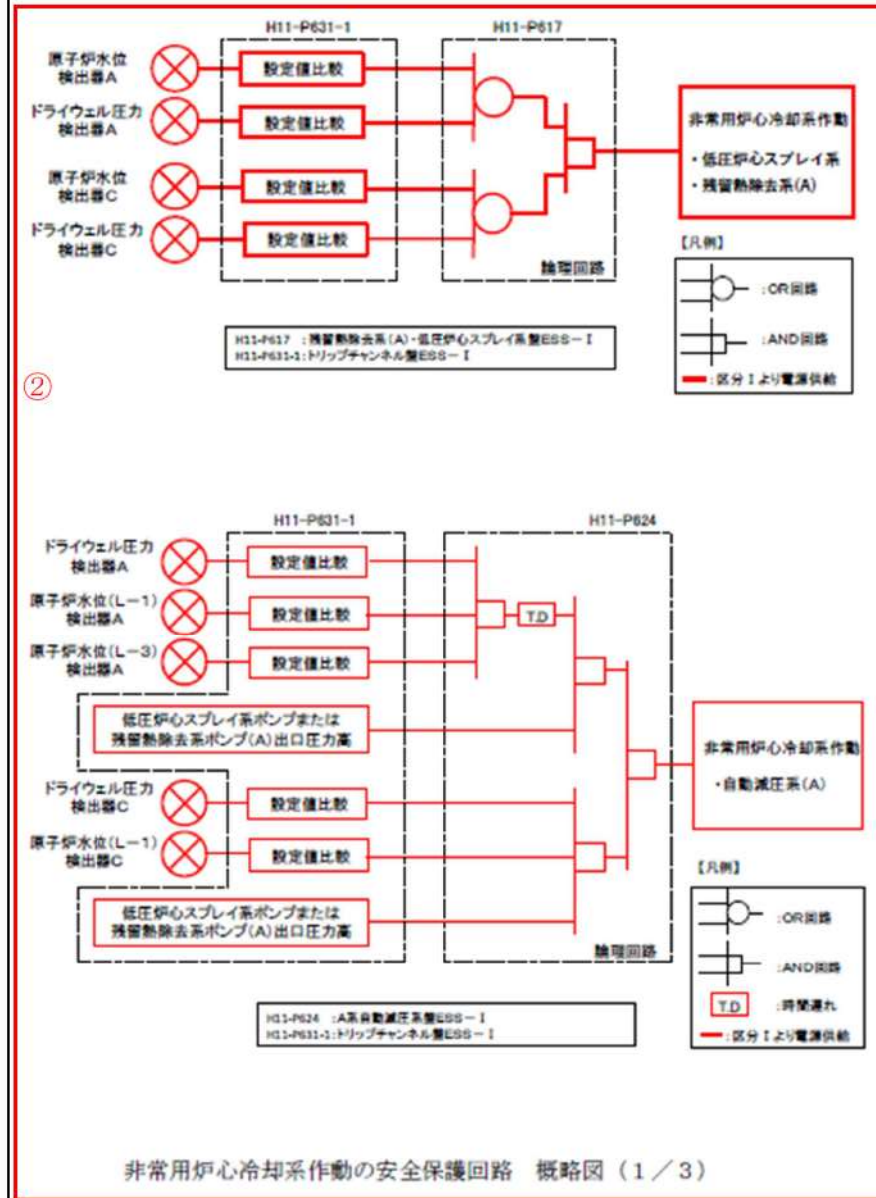 H11-P631-1
H11-P617
原子炉水位
検出器A
設定値比較
ドライウェル圧力
検出器A
設定値比較
原子炉水位
検出器C
設定値比較
ドライウェル圧力
検出器C
設定値比較
論理回路
非常用炉心冷却系作動
・低圧炉心スプレイ系
・残留熱除去系(A)
【凡例】
:OR回路
:AND回路
:区分Ⅰより電源供給
H11-P617 :残留熱除去系(A)・低圧炉心スプレイ系盤ESS-Ⅰ
H11-P631-1:トリップチャンネル盤ESS-Ⅰ
②
H11-P631-1
H11-P624
ドライウェル圧力
検出器A
設定値比較
原子炉水位(L-1)
検出器A
設定値比較
T.D
原子炉水位(L-3)
検出器A
設定値比較
低圧炉心スプレイ系ポンプまたは
残留熱除去系ポンプ(A)出口圧力高
ドライウェル圧力
検出器C
設定値比較
原子炉水位(L-1)
検出器C
設定値比較
低圧炉心スプレイ系ポンプまたは
残留熱除去系ポンプ(A)出口圧力高
論理回路
非常用炉心冷却系作動
・自動減圧系(A)
【凡例】
:OR回路
:AND回路
T.D :時間遅れ
:区分Ⅰより電源供給
H11-P624 :A系自動減圧系盤ESS-Ⅰ
H11-P631-1:トリップチャンネル盤ESS-Ⅰ
非常用炉心冷却系作動の安全保護回路 概略図(1/3)